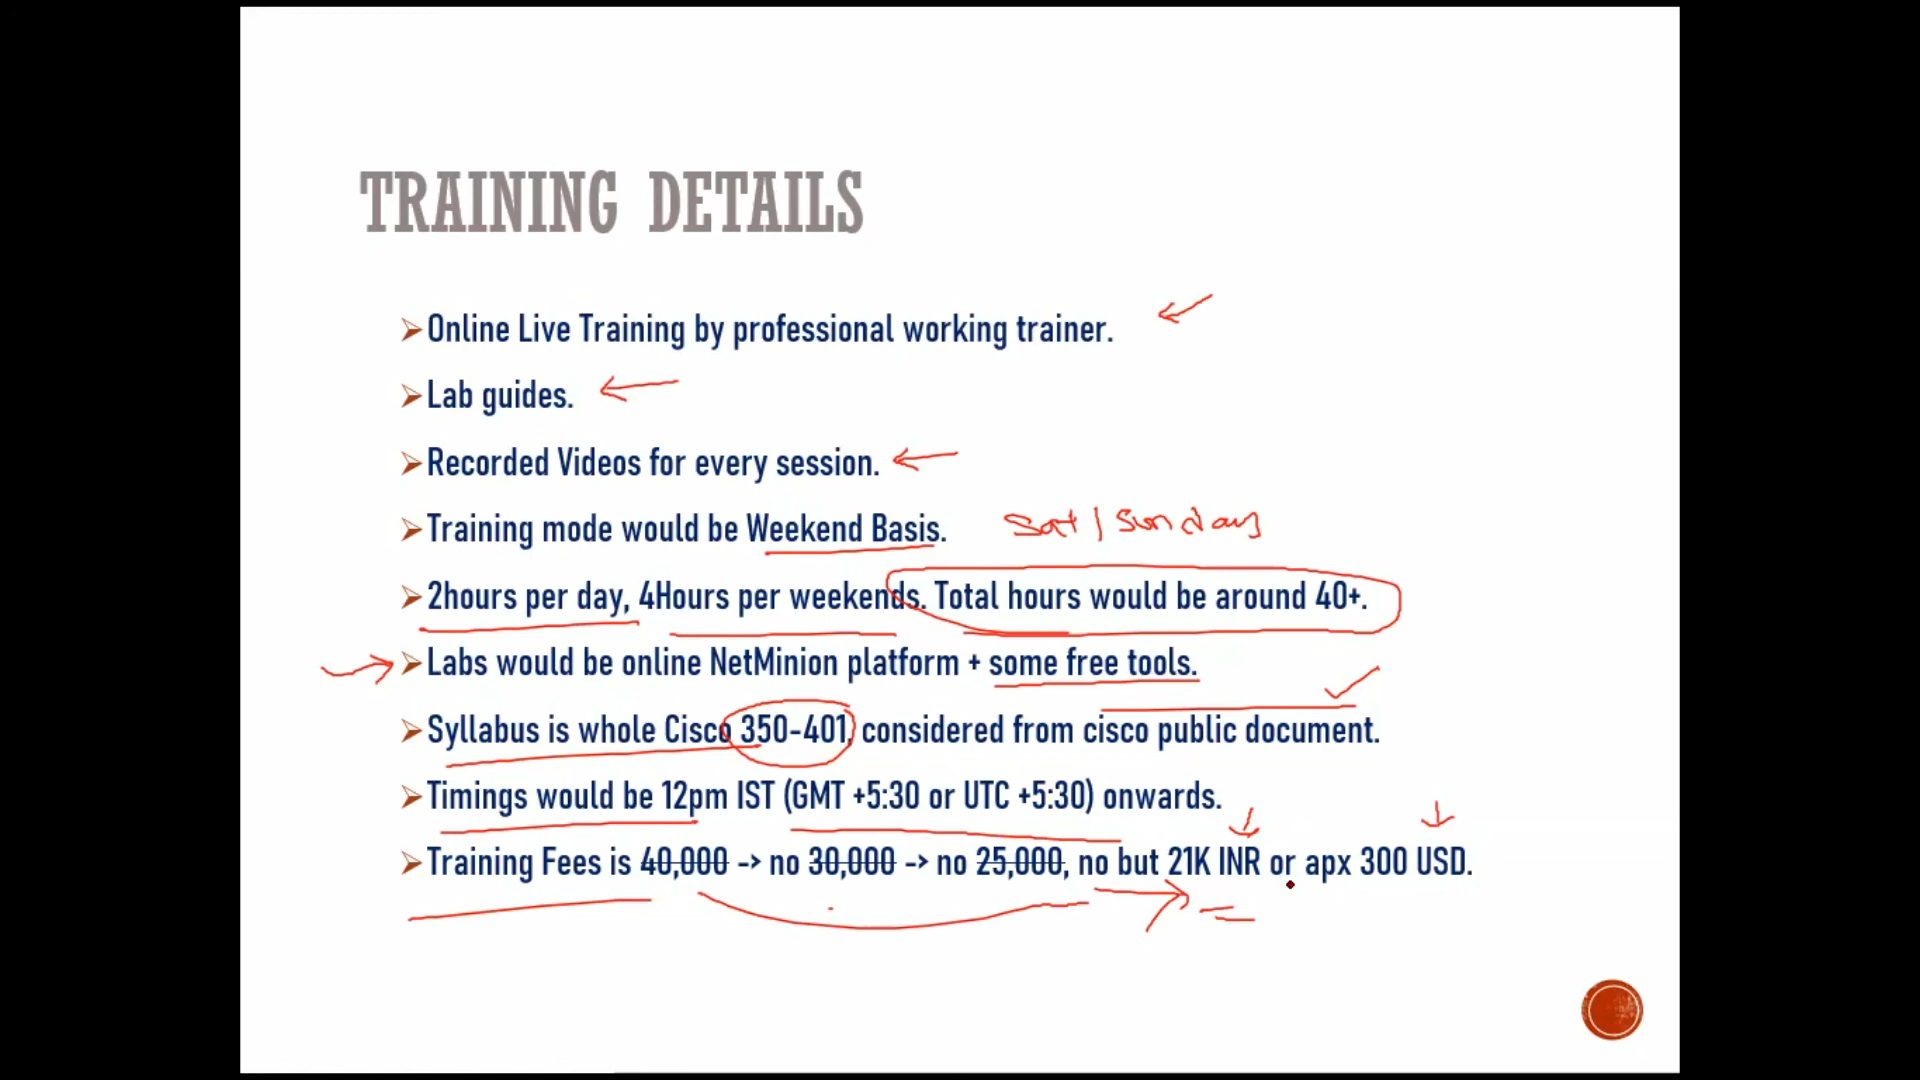 TRAINING DETAILS
Online Live Training by professional working trainer.
Lab guides.
Recorded Videos for every session.
Training mode would be Weekend Basis. Sat / Sundays
2hours per day, 4Hours per weekends. Total hours would be around 40+.
Labs would be online NetMinion platform + some free tools.
Syllabus is whole Cisco 350-401, considered from cisco public document.
Timings would be 12pm IST (GMT +5:30 or UTC +5:30) onwards.
Training Fees is 40,000 -> no 30,000 -> no 25,000, no but 21K INR or apx 300 USD.